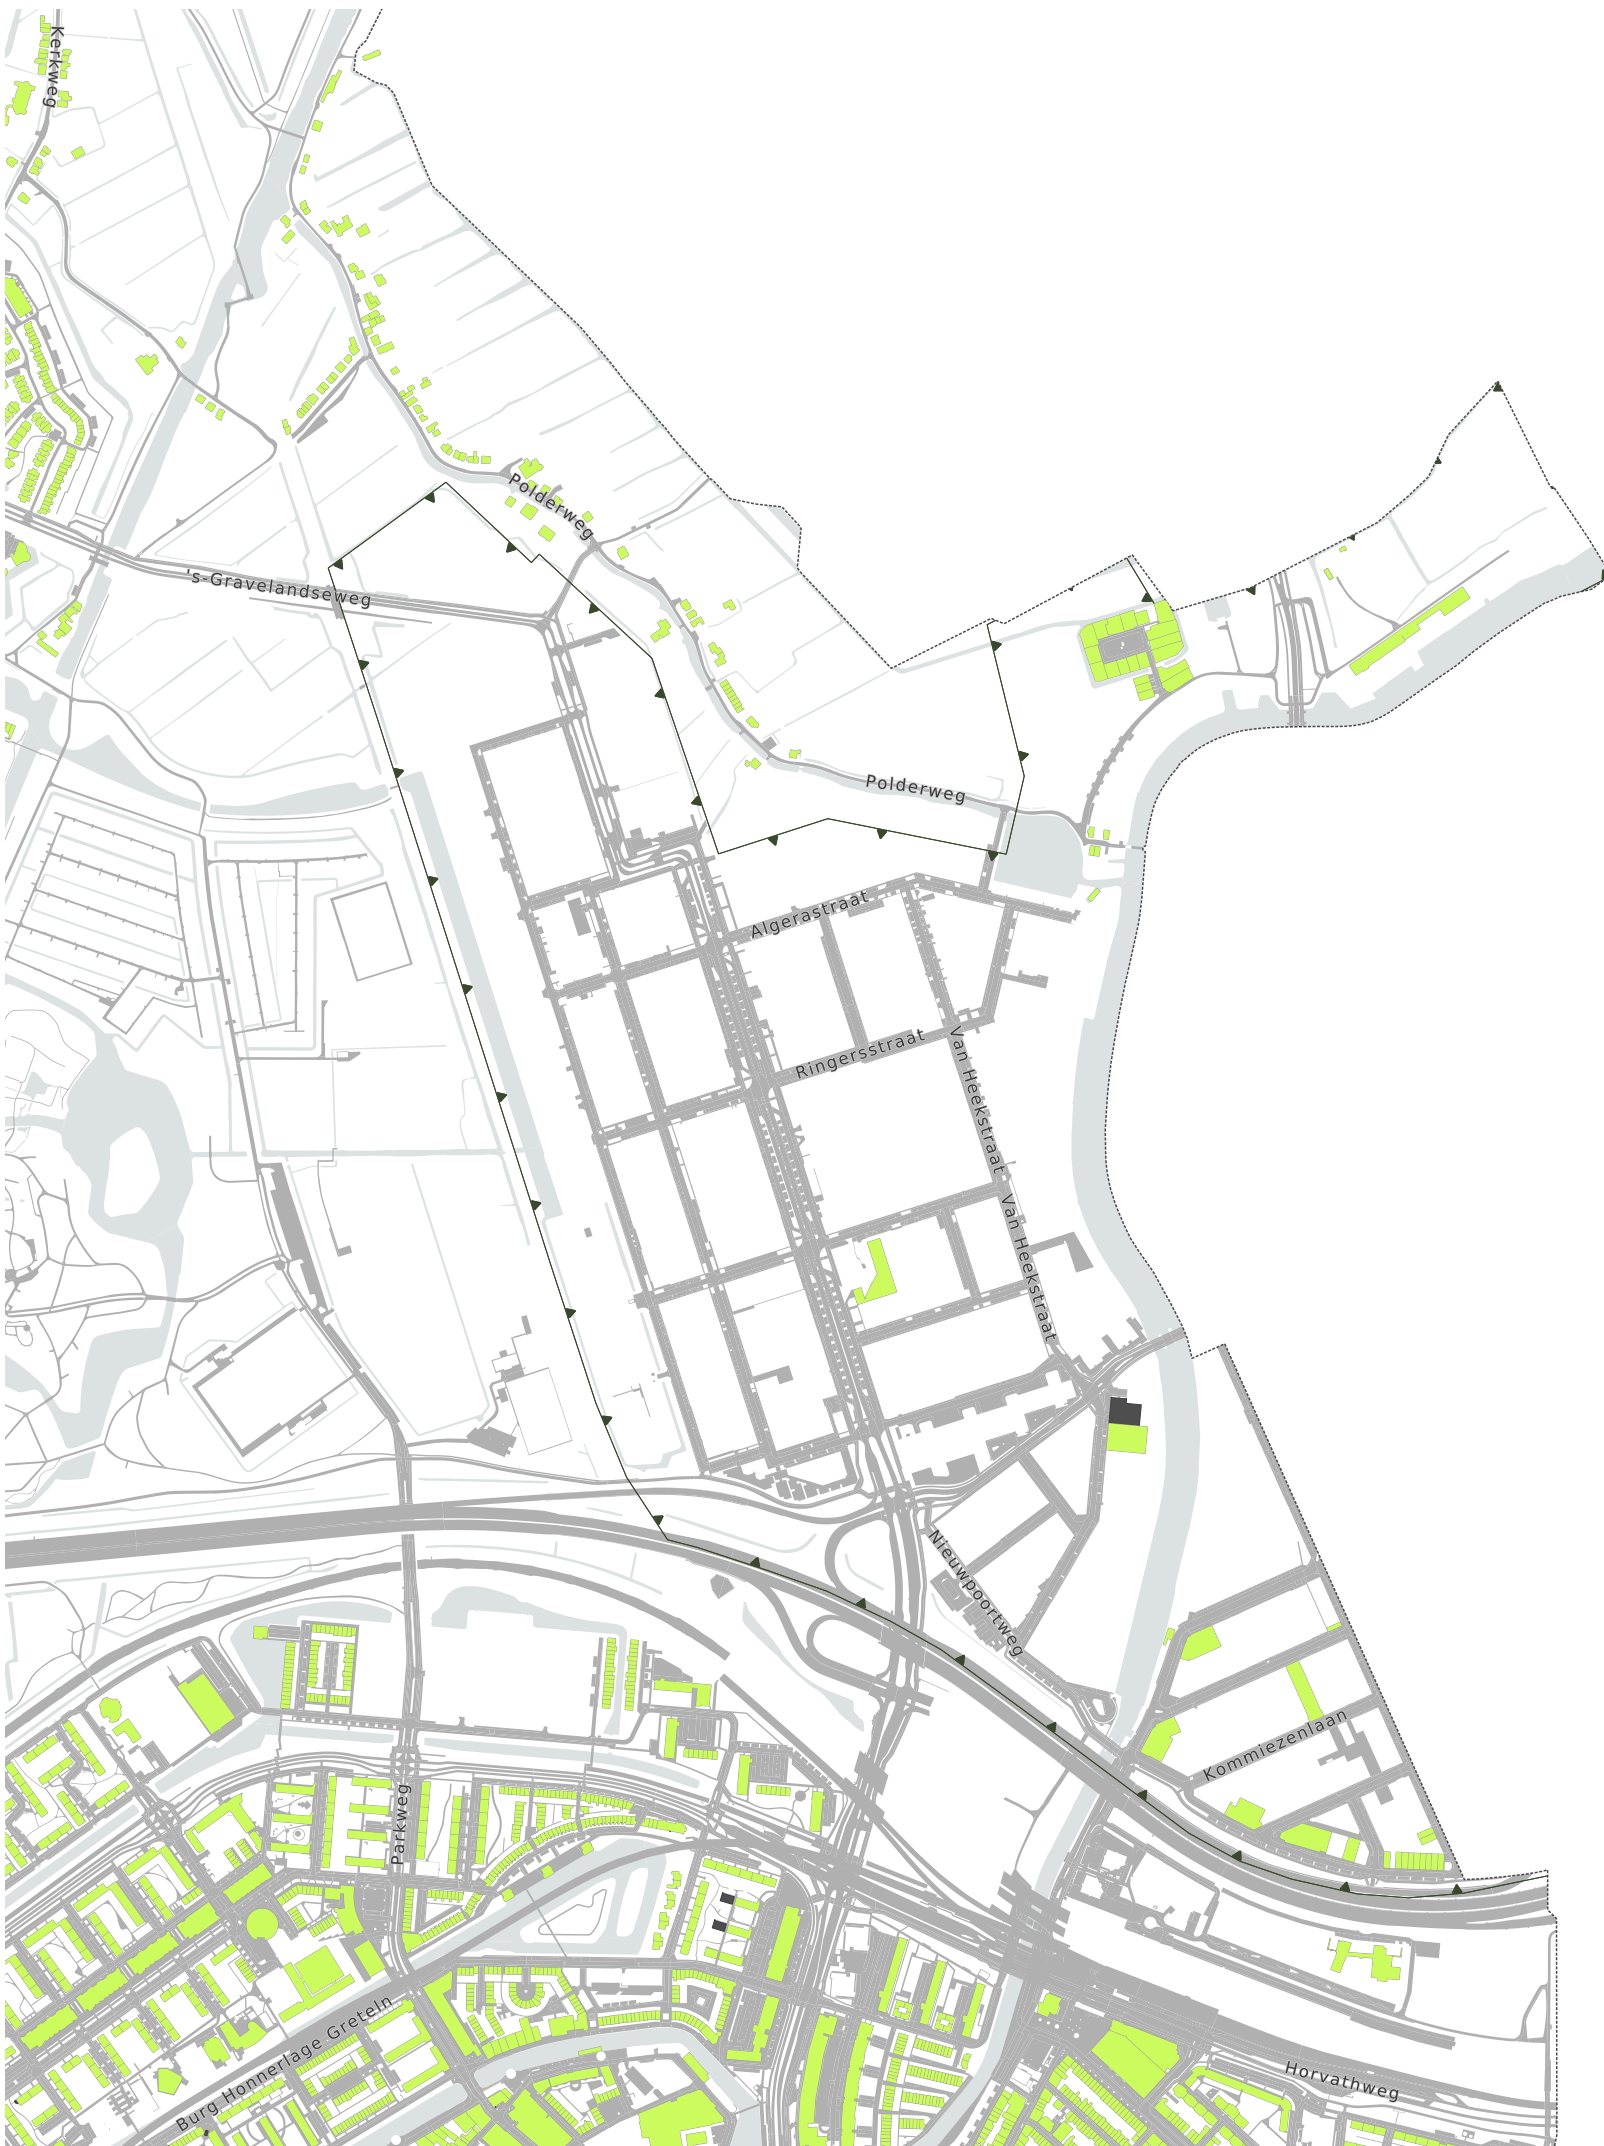 Kerkweg
Polderweg
's-Gravelandseweg
Polderweg
Algerastraat
Ringersstraat
Van Heekstraat
Van Heekstraat
Nieuwpoortweg
Kommiezenlaan
Parkweg
Burg Honnerlage Greteln
Horvathweg